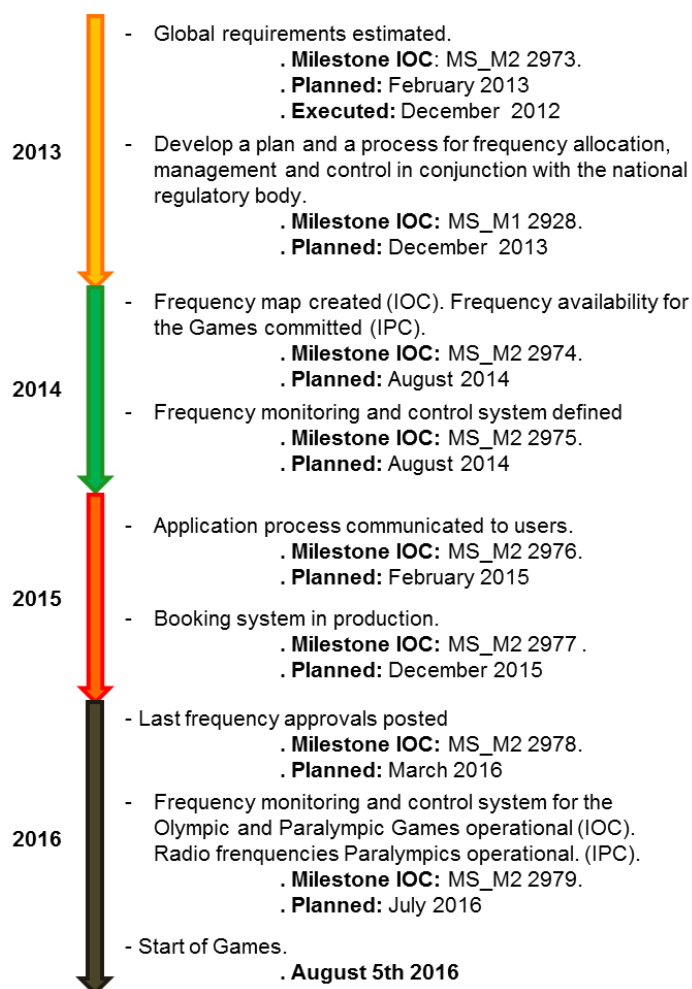 - Global requirements estimated.
. Milestone IOC: MS_M2 2973.
. Planned: February 2013
. Executed: December 2012
2013
- Develop a plan and a process for frequency allocation,
management and control in conjunction with the national
regulatory body.
. Milestone IOC: MS_M1 2928.
. Planned: December 2013
- Frequency map created (IOC). Frequency availability for
the Games committed (IPC).
. Milestone IOC: MS_M2 2974.
. Planned: August 2014
2014
- Frequency monitoring and control system defined
. Milestone IOC: MS_M2 2975.
. Planned: August 2014
- Application process communicated to users.
. Milestone IOC: MS_M2 2976.
. Planned: February 2015
2015
- Booking system in production.
. Milestone IOC: MS_M2 2977 .
. Planned: December 2015
- Last frequency approvals posted
. Milestone IOC: MS_M2 2978.
. Planned: March 2016
- Frequency monitoring and control system for the
2016
Olympic and Paralympic Games operational (IOC).
Radio frenquencies Paralympics operational. (IPC).
. Milestone IOC: MS_M2 2979.
. Planned: July 2016
- Start of Games.
. August 5th 2016